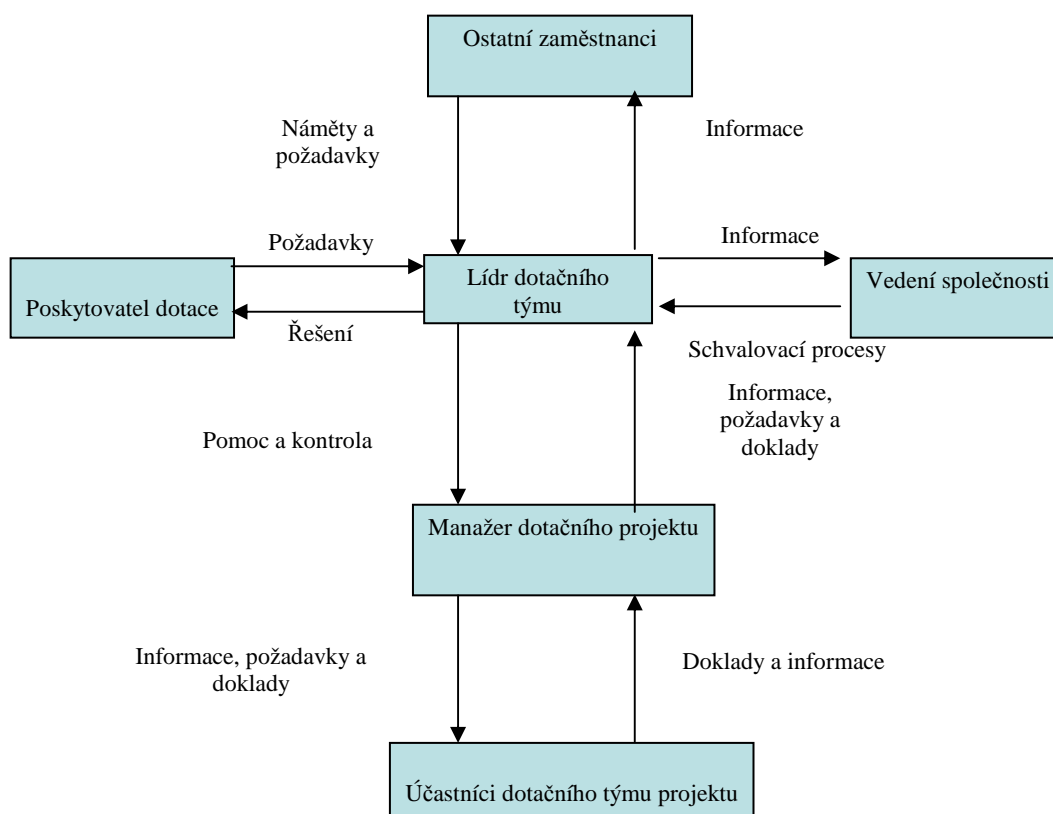 Ostatní zaměstnanci
Náměty a
požadavky
Informace
Požadavky
Informace
Poskytovatel dotace
Lídr dotačního
týmu
Vedení společnosti
Řešení
Schvalovací procesy
Pomoc a kontrola
Informace,
požadavky a
doklady
Manažer dotačního projektu
Informace, požadavky a
doklady
Doklady a informace
Účastníci dotačního týmu projektu